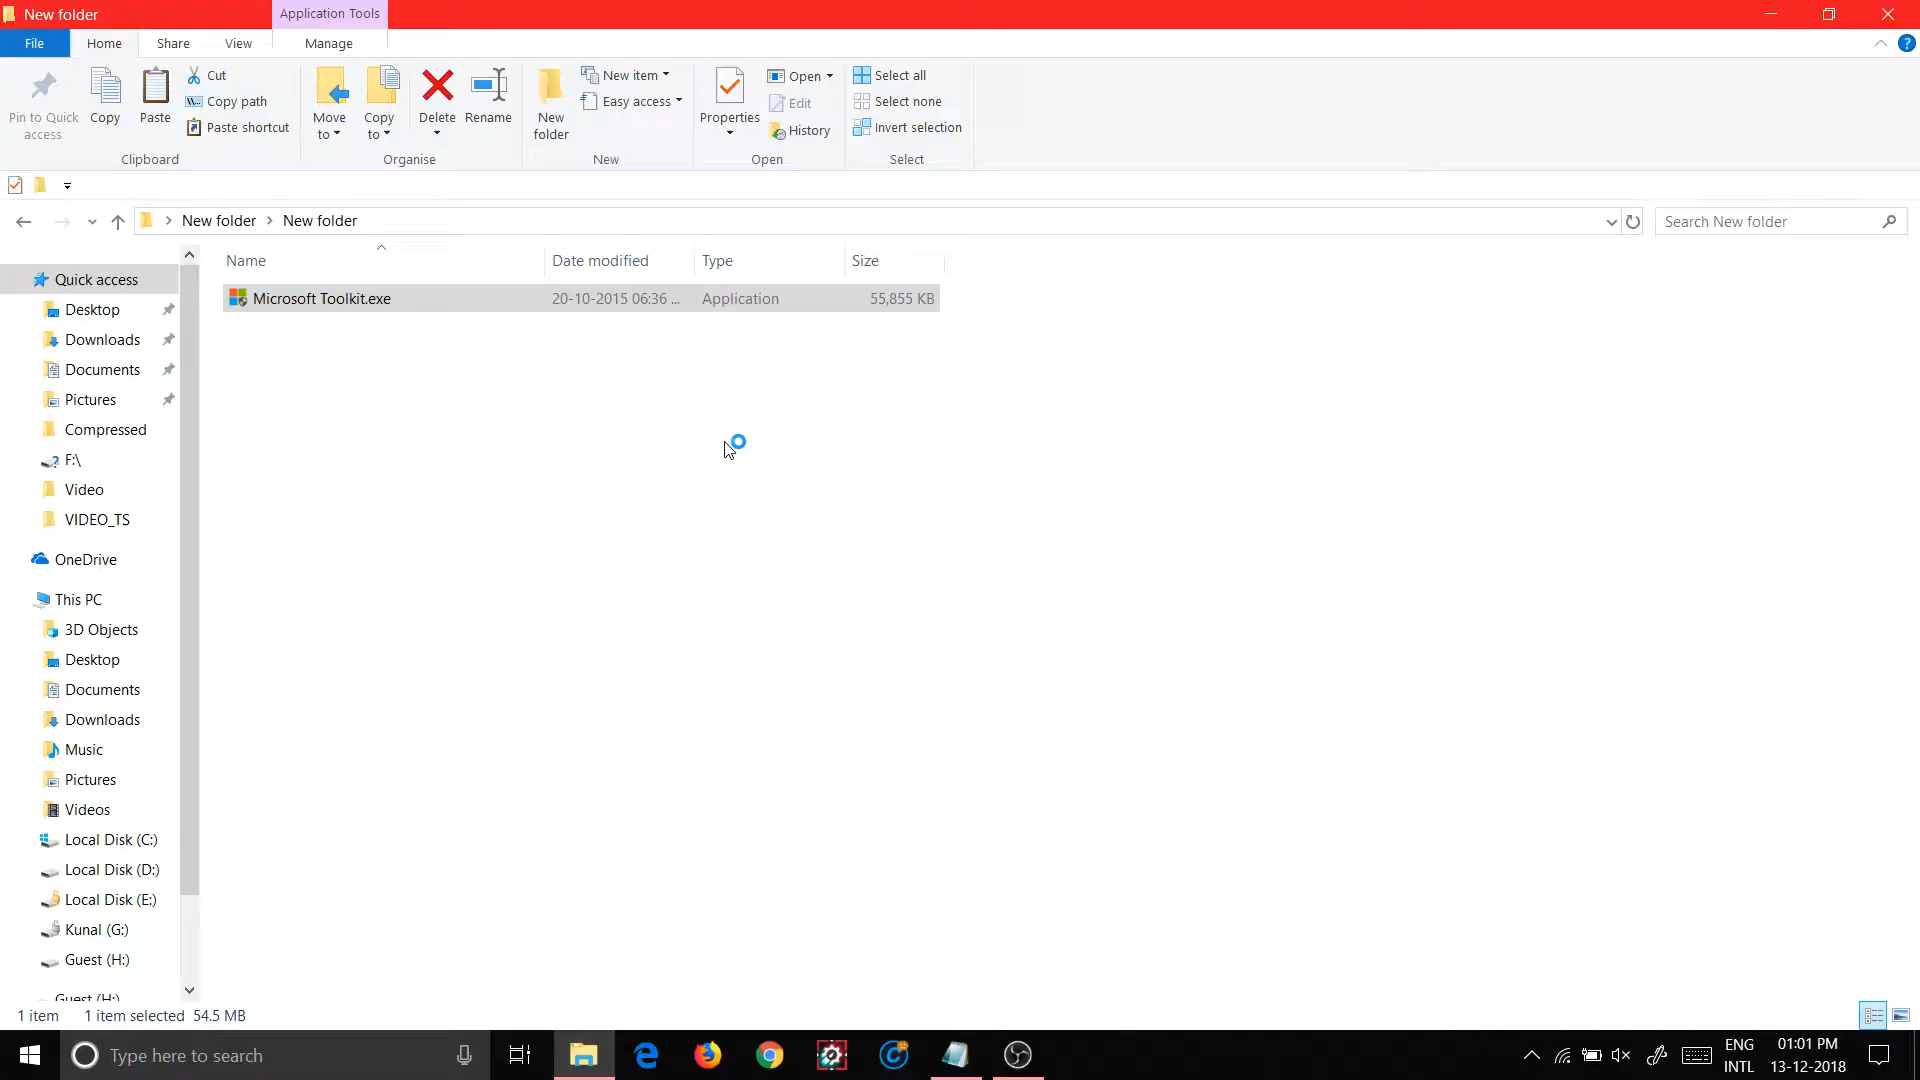 New folder
Application Tools
File
Home
Share
View
Manage
Pin to Quick
access
Copy
Paste
Cut
Copy path
Paste shortcut
Clipboard
Move
to
Copy
to
Delete
Rename
Organise
New
folder
New item
Easy access
New
Properties
Open
Edit
History
Open
Select all
Select none
Invert selection
Select
New folder > New folder
Search New folder
Name
Date modified
Type
Size
Microsoft Toolkit.exe
20-10-2015 06:36 ...
Application
55,855 KB
Quick access
Desktop
Downloads
Documents
Pictures
Compressed
F:\
Video
VIDEO_TS
OneDrive
This PC
3D Objects
Desktop
Documents
Downloads
Music
Pictures
Videos
Local Disk (C:)
Local Disk (D:)
Local Disk (E:)
Kunal (G:)
Guest (H:)
Guest (H:)
1 item
1 item selected 54.5 MB
Type here to search
ENG
INTL
01:01 PM
13-12-2018